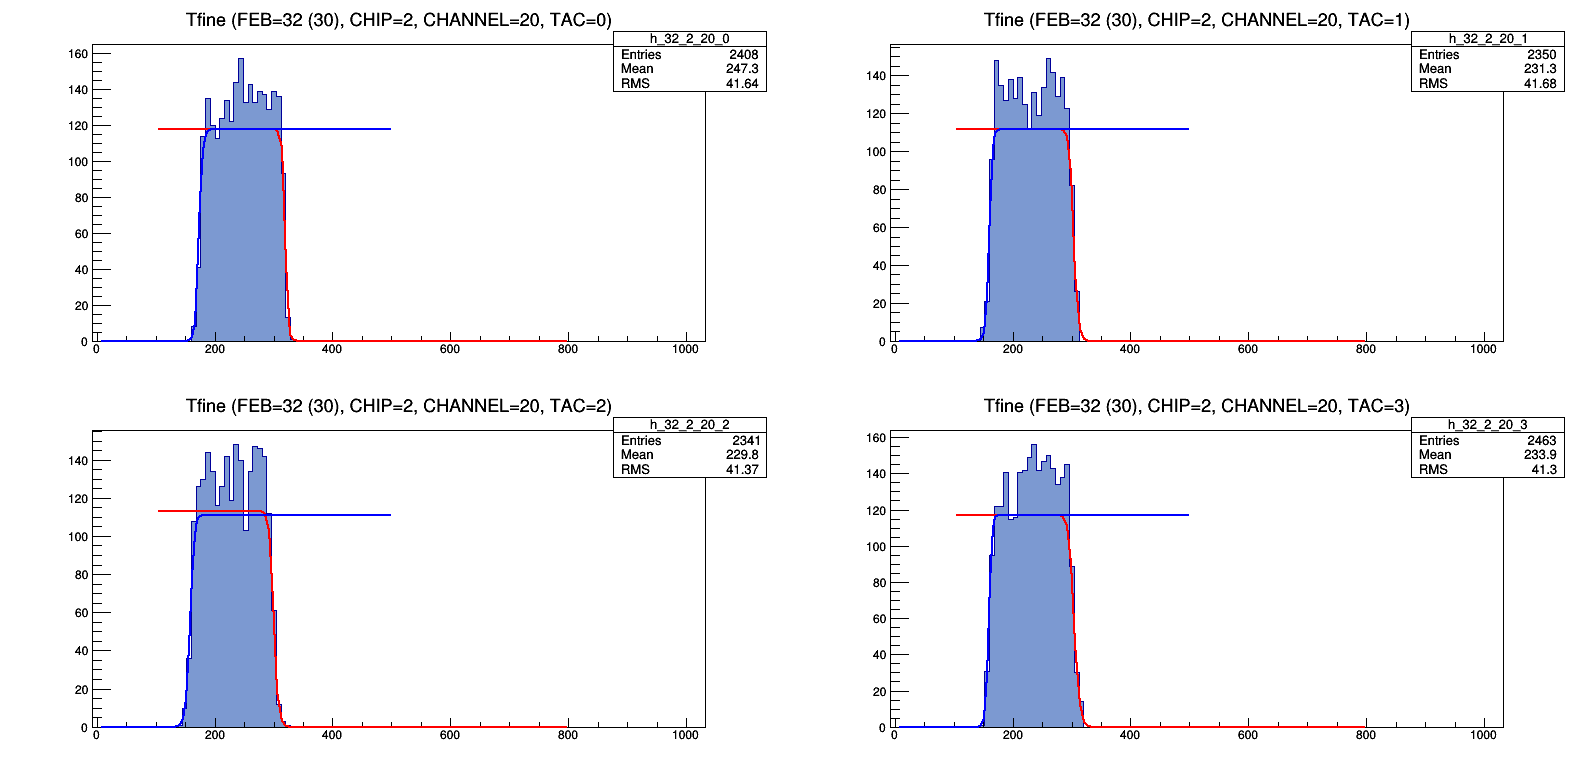 Tfine (FEB=32 (30), CHIP=2, CHANNEL=20, TAC=0)
h_32_2_20_0
Entries 2408
Mean 247.3
RMS 41.64
160
140
120
100
80
60
40
20
0
0 200 400 600 800 1000
Tfine (FEB=32 (30), CHIP=2, CHANNEL=20, TAC=1)
h_32_2_20_1
Entries 2350
Mean 231.3
RMS 41.68
140
120
100
80
60
40
20
0
0 200 400 600 800 1000
Tfine (FEB=32 (30), CHIP=2, CHANNEL=20, TAC=2)
h_32_2_20_2
Entries 2341
Mean 229.8
RMS 41.37
140
120
100
80
60
40
20
0
0 200 400 600 800 1000
Tfine (FEB=32 (30), CHIP=2, CHANNEL=20, TAC=3)
h_32_2_20_3
Entries 2463
Mean 233.9
RMS 41.3
160
140
120
100
80
60
40
20
0
0 200 400 600 800 1000